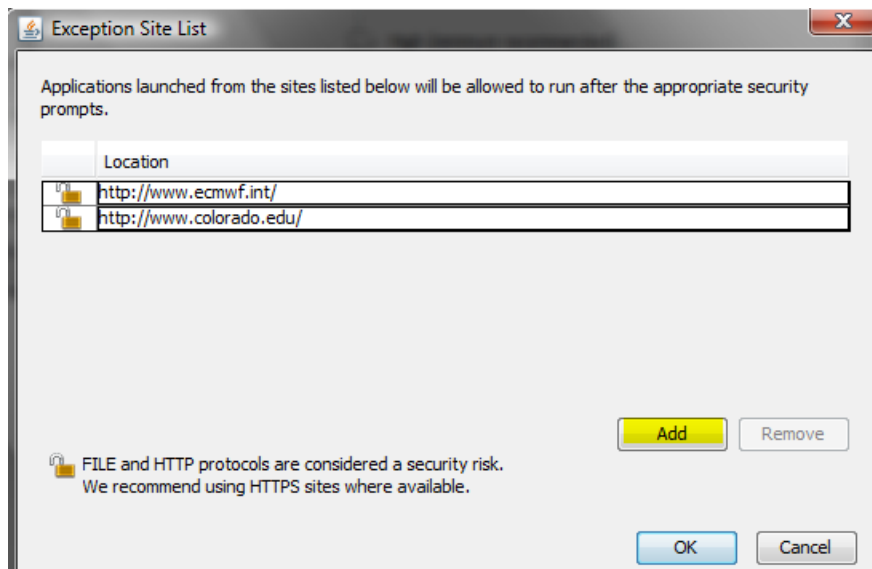 Exception Site List
Applications launched from the sites listed below will be allowed to run after the appropriate security
prompts.
Location
http://www.ecmwf.int/
http://www.colorado.edu/
Add
Remove
FILE and HTTP protocols are considered a security risk.
We recommend using HTTPS sites where available.
OK
Cancel